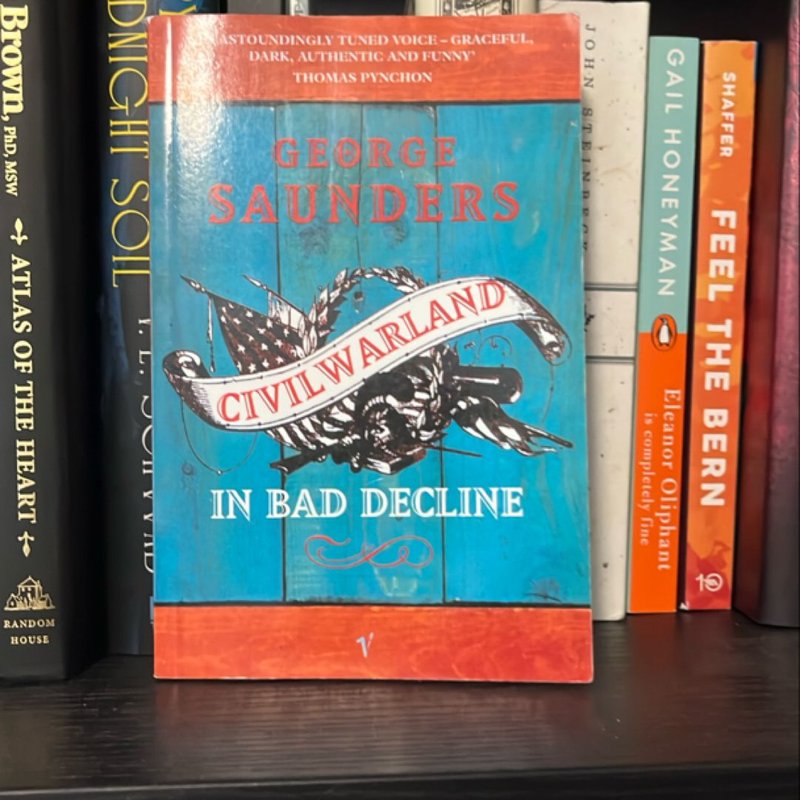 Brown, PhD, MSW
ATLAS OF THE HEART
RANDOM
HOUSE
DNIGHT SOIL
ASTOUNDINGLY TUNED VOICE – GRACEFUL,
DARK, AUTHENTIC AND FUNNY'
THOMAS PYNCHON
GEORGE
SAUNDERS
CIVILWARLAND
IN BAD DECLINE
V
JOHN STEINBECK
GAIL HONEYMAN
Eleanor Oliphant
is completely fine
SHAFFER
FEEL THE BERN